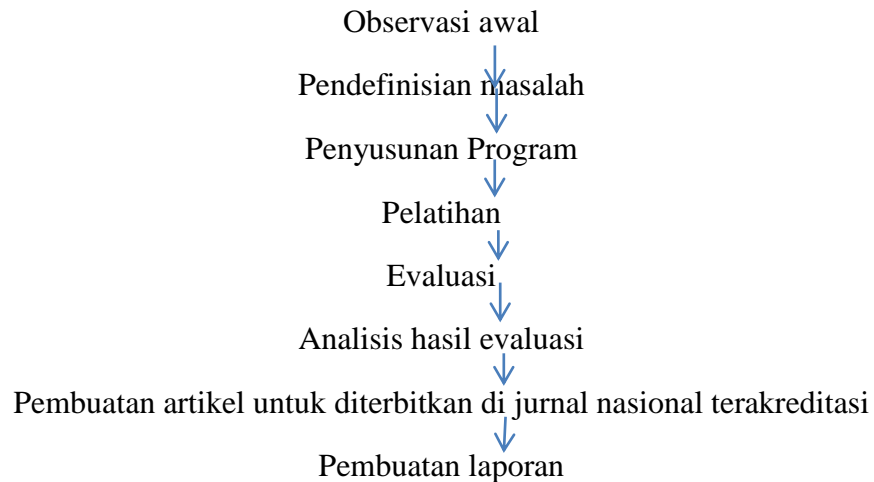 Observasi awal
Pendefinisian masalah
Penyusunan Program
Pelatihan
Evaluasi
Analisis hasil evaluasi
Pembuatan artikel untuk diterbitkan di jurnal nasional terakreditasi
Pembuatan laporan